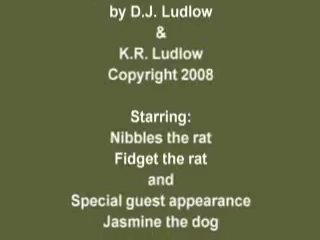 by D.J. Ludlow
&
K.R. Ludlow
Copyright 2008
Starring:
Nibbles the rat
Fidget the rat
and
Special guest appearance
Jasmine the dog